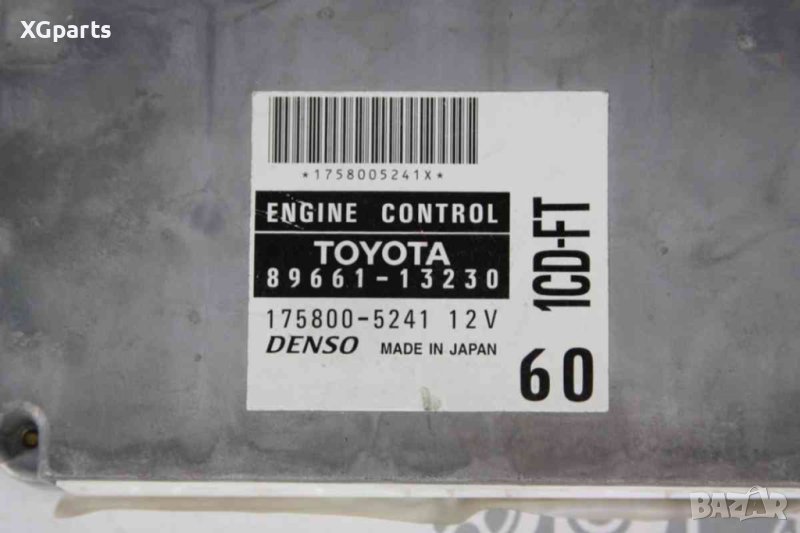 XGparts
*1758005241X*
ENGINE CONTROL
TOYOTA
89661-13230
175800-5241 12V
DENSO MADE IN JAPAN
1CD-FT
60
BAZAR